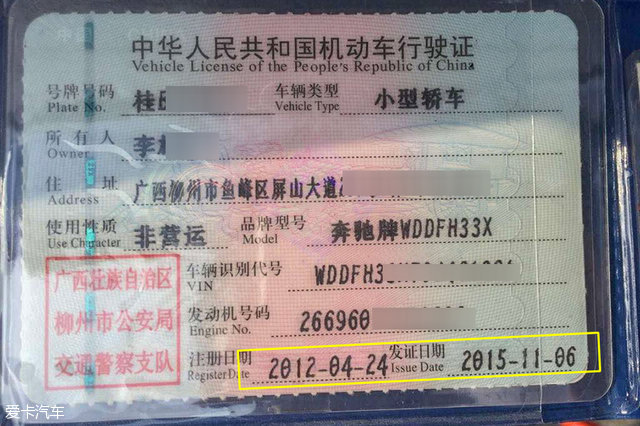 中华人民共和国机动车行驶证
Vehicle License of the People's Republic of China
号牌号码 桂 车辆类型 小型轿车
Plate No. Vehicle Type
所有人 李
Owner
住址 广西柳州市鱼峰区屏山大道
Address
使用性质 非营运 品牌型号 奔驰牌WDDFH33X
Use Character Model
广西壮族自治区
柳州市公安局
交通警察支队
车辆识别代号 WDDFH3
VIN
发动机号码 266960
Engine No.
注册日期 2012-04-24 发证日期 2015-11-06
Register Date Issue Date
爱卡汽车